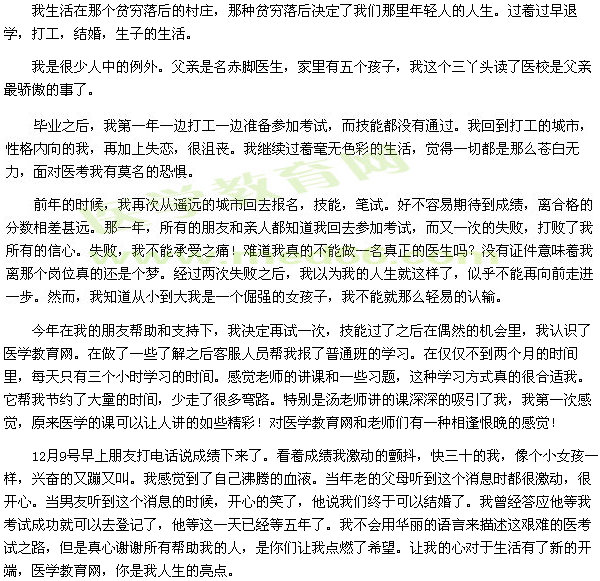 我生活在那个贫穷落后的村庄，那种贫穷落后决定了我们那里年轻人的人生。过着过早退
学，打工，结婚，生子的生活。
我是很少人中的例外。父亲是名赤脚医生，家里有五个孩子，我这个三丫头读了医校是父亲
最骄傲的事了。
毕业之后，我第一年一边打工一边准备参加考试，而技能都没有通过。我回到打工的城市，
性格内向的我，再加上失恋，很沮丧。我继续过着毫无色彩的生活，觉得一切都是那么苍白无
力，面对医考我有莫名的恐惧。
前年的时候，我再次从遥远的城市回去报名，技能，笔试。好不容易期待到成绩，离合格的
分数相差甚远。那一年，所有的朋友和亲人都知道我回去参加考试，而又一次的失败，打败了我
所有的信心。失败，我不能承受之痛！难道我真的不能做一名真正的医生吗？没有证件意味着我
离那个岗位真的还是个梦。经过两次失败之后，我以为我的人生就这样了，似乎不能再向前走进
一步。然而，我知道从小到大我是一个倔强的女孩子，我不能就那么轻易的认输。
今年在我的朋友帮助和支持下，我决定再试一次，技能过了之后在偶然的机会里，我认识了
医学教育网。在做了一些了解之后客服人员帮我报了普通班的学习。在仅仅不到两个月的时间
里，每天只有三个小时学习的时间。感觉老师的讲课和一些习题，这种学习方式真的很合适我。
它帮我节约了大量的时间，少走了很多弯路。特别是汤老师讲的课深深的吸引了我，我第一次感
觉，原来医学的课可以让人讲的如些精彩！对医学教育网和老师们有一种相逢恨晚的感觉！
12月9号早上朋友打电话说成绩下来了。看着成绩我激动的颤抖，快三十的我，像个小女孩一
样，兴奋的又蹦又叫。我感觉到了自己沸腾的血液。当年老的父母听到这个消息时都很激动，很
开心。当男友听到这个消息的时候，开心的笑了，他说我们终于可以结婚了。我曾经答应他等我
考试成功就可以去登记了，他等这一天已经等五年了。我不会用华丽的语言来描述这艰难的医考
试之路，但是真心谢谢所有帮助我的人，是你们让我点燃了希望。让我的心对于生活有了新的开
端，医学教育网，你是我人生的亮点。
医学教育网